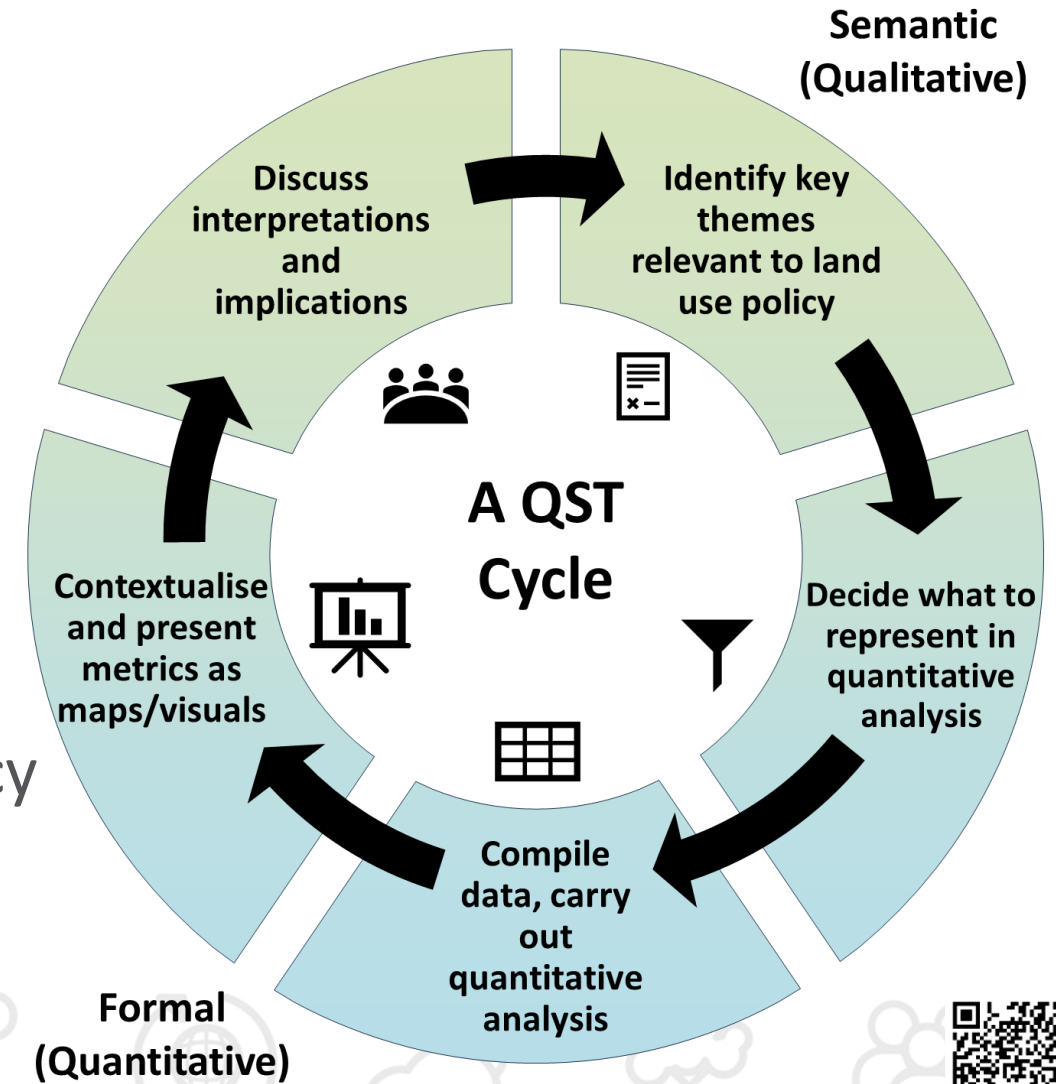 Semantic
(Qualitative)
Discuss
interpretations
and
implications
Identify key
themes
relevant to land
use policy
A QST
Cycle
Contextualise
and present
metrics as
maps/visuals
Decide what to
represent in
quantitative
analysis
Compile
data, carry
out
quantitative
analysis
Formal
(Quantitative)